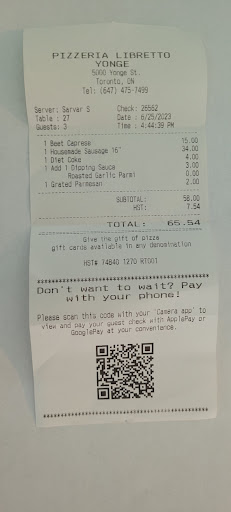 PIZZERIA LIBRETTO
YONGE
5000 Yonge St.
Toronto, ON
Tel: (647) 475-7499
Server: Sarvar S Check: 26562
Table : 27 Date : 6/25/2023
Guests: 3 Time : 4:44:39 PM
1 Beet Caprese 15.00
1 Housemade Sausage 16" 34.00
1 Diet Coke 4.00
1 Add 1 Dipping Sauce 3.00
Roasted Garlic Parmi 0.00
1 Grated Parmesan 2.00
SUBTOTAL: 58.00
HST: 7.54
TOTAL: 65.54
Give the gift of pizza
gift cards available in any denomination
HST# 74840 1270 RT001
Don't want to wait? Pay
with your phone!
Please scan this code with your 'Camera app' to
view and pay your guest check with ApplePay or
GooglePay at your convenience.